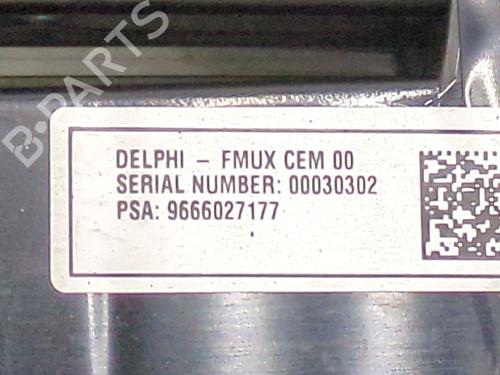 B-PARTS
DELPHI – FMUX CEM 00
SERIAL NUMBER: 00030302
PSA: 9666027177